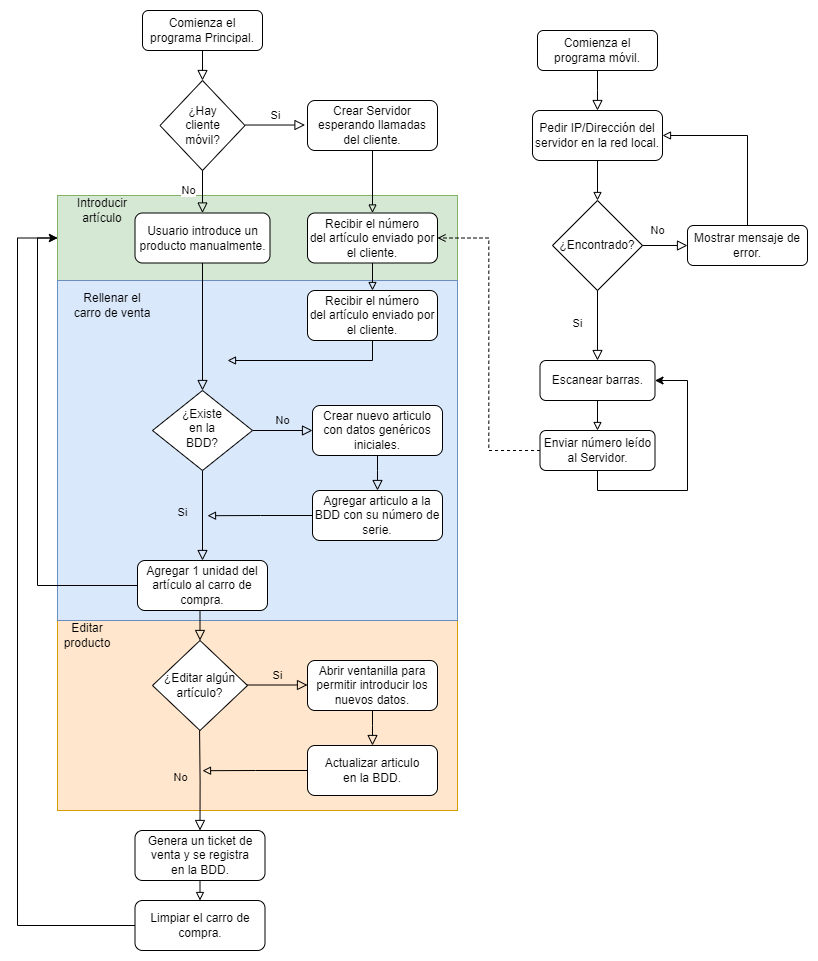 Comienza el
programa Principal.
¿Hay
cliente
móvil?
Si
Crear Servidor
esperando llamadas
del cliente.
No
Introducir
artículo
Usuario introduce un
producto manualmente.
Recibir el número
del artículo enviado por
el cliente.
Rellenar el
carro de venta
Recibir el número
del artículo enviado por
el cliente.
¿Existe
en la
BDD?
No
Crear nuevo articulo
con datos genéricos
iniciales.
Si
Agregar articulo a la
BDD con su número de
serie.
Agregar 1 unidad del
artículo al carro de
compra.
Editar
producto
¿Editar algún
artículo?
Si
Abrir ventanilla para
permitir introducir los
nuevos datos.
No
Actualizar articulo
en la BDD.
Genera un ticket de
venta y se registra
en la BDD.
Limpiar el carro de
compra.
Comienza el
programa móvil.
Pedir IP/Dirección del
servidor en la red local.
¿Encontrado?
No
Mostrar mensaje de
error.
Si
Escanear barras.
Enviar número leído
al Servidor.